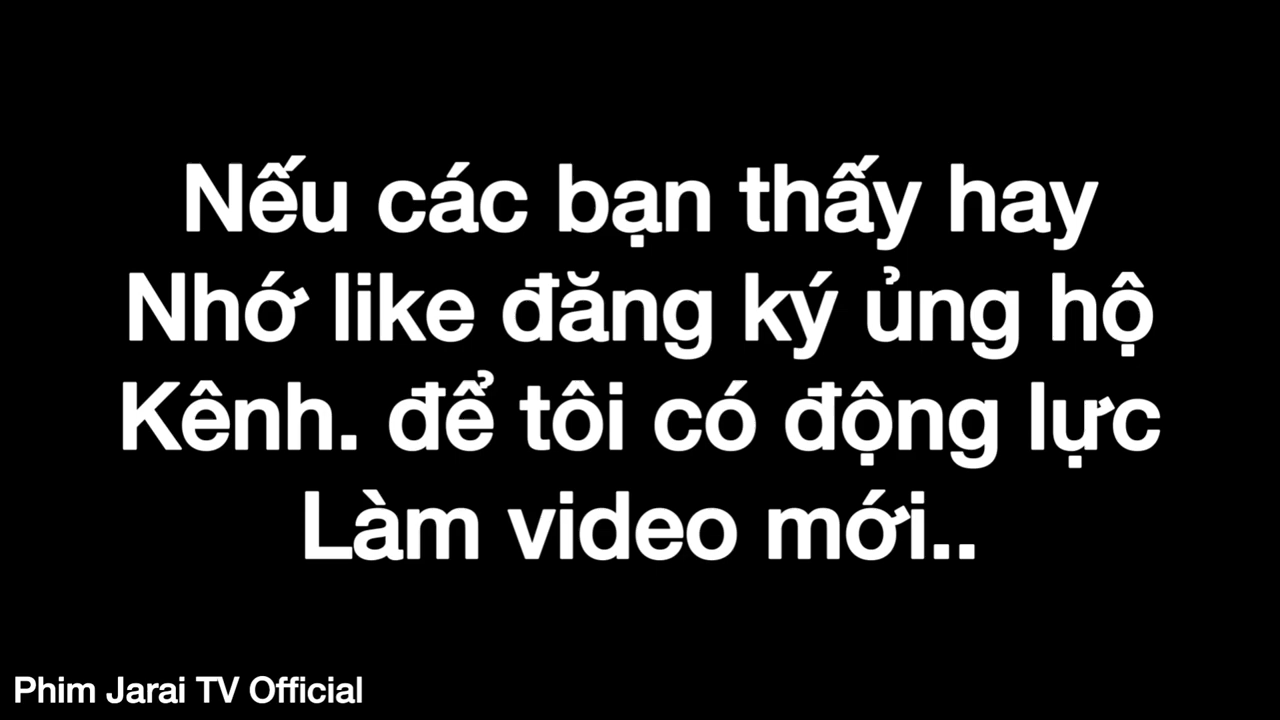 Nếu các bạn thấy hay
Nhớ like đăng ký ủng hộ
Kênh. để tôi có động lực
Làm video mới..
Phim Jarai TV Official